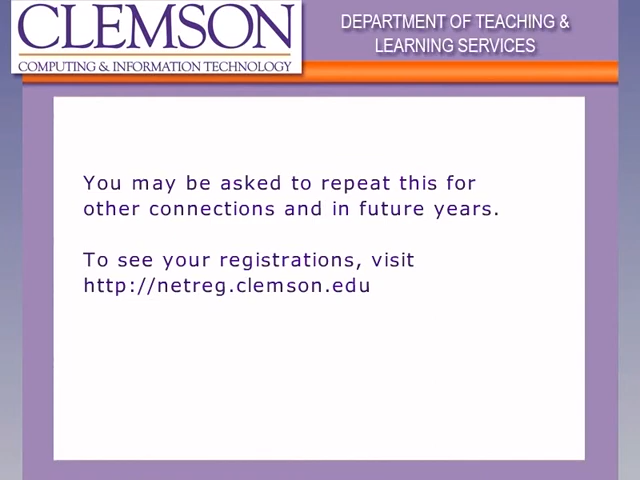 CLEMSON
COMPUTING & INFORMATION TECHNOLOGY
DEPARTMENT OF TEACHING &
LEARNING SERVICES
You may be asked to repeat this for
other connections and in future years.
To see your registrations, visit
http://netreg.clemson.edu